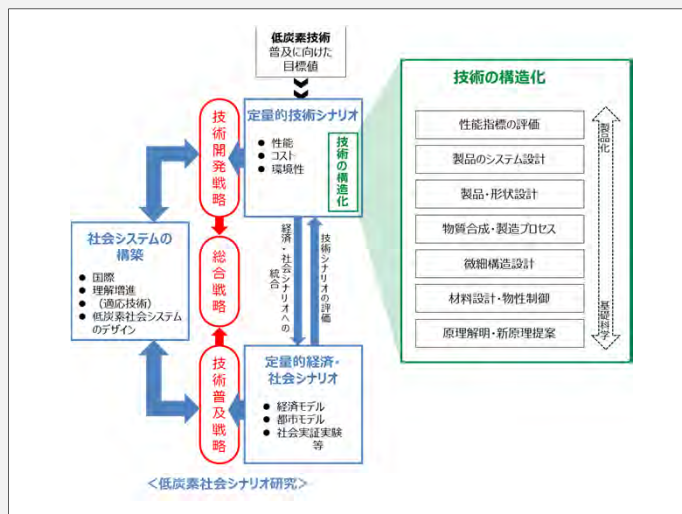 低炭素技術
普及に向けた
目標値
定量的技術シナリオ
● 性能
● コスト
● 環境性
技術の構造化
技術開発戦略
総合戦略
技術普及戦略
社会システムの
構築
● 国際
● 理解増進
● (適応技術)
● 低炭素社会システム
のデザイン
経済・社会シナリオへの
統合
技術シナリオの評価
定量的経済・
社会シナリオ
● 経済モデル
● 都市モデル
● 社会実証実験
等
<低炭素社会シナリオ研究>
技術の構造化
性能指標の評価
製品のシステム設計
製品・形状設計
物質合成・製造プロセス
微細構造設計
材料設計・物性制御
原理解明・新原理提案
製品化
基礎科学